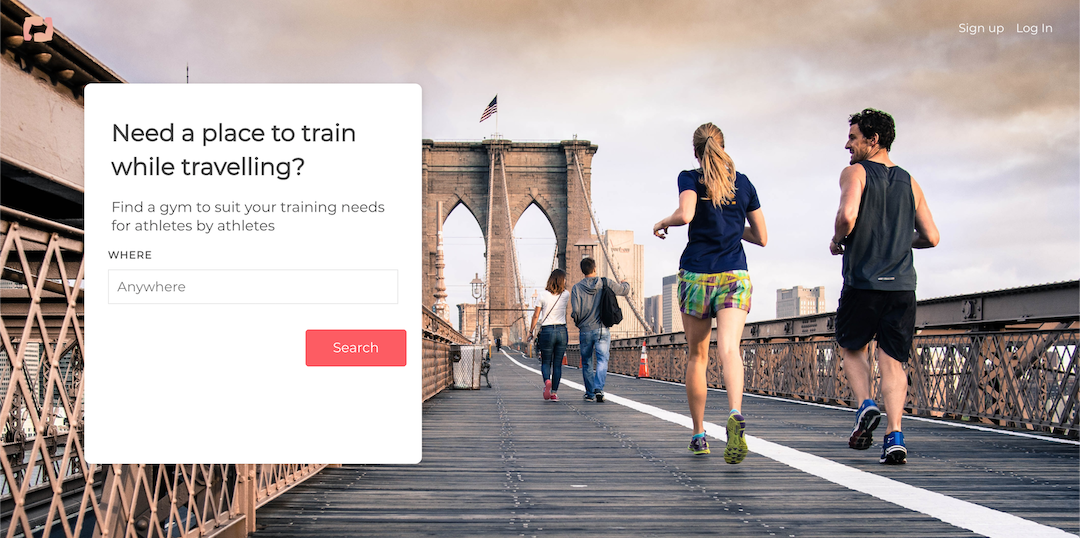 Sign up Log In
Need a place to train
while travelling?
Find a gym to suit your training needs
for athletes by athletes
WHERE
Anywhere
Search